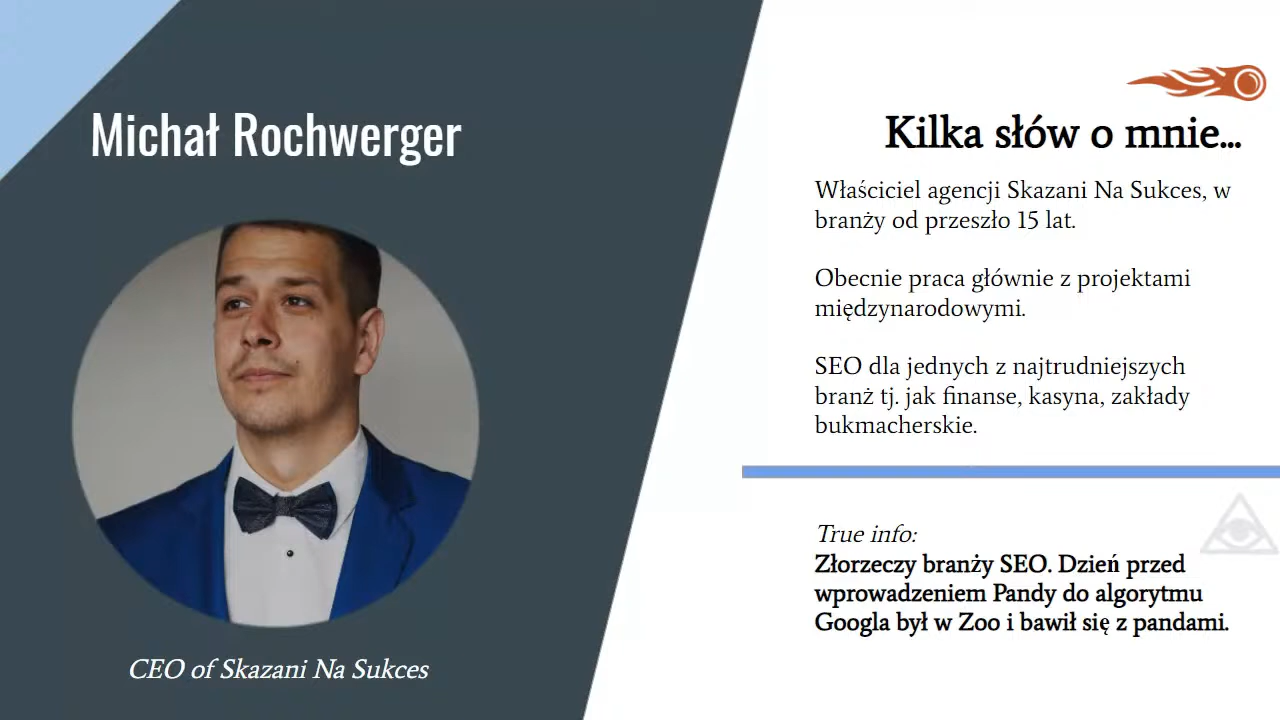 Michał Rochwerger
CEO of Skazani Na Sukces
Kilka słów o mnie...
Właściciel agencji Skazani Na Sukces, w
branży od przeszło 15 lat.
Obecnie praca głównie z projektami
międzynarodowymi.
SEO dla jednych z najtrudniejszych
branż tj. jak finanse, kasyna, zakłady
bukmacherskie.
True info:
Złorzeczy branży SEO. Dzień przed
wprowadzeniem Pandy do algorytmu
Googla był w Zoo i bawił się z pandami.